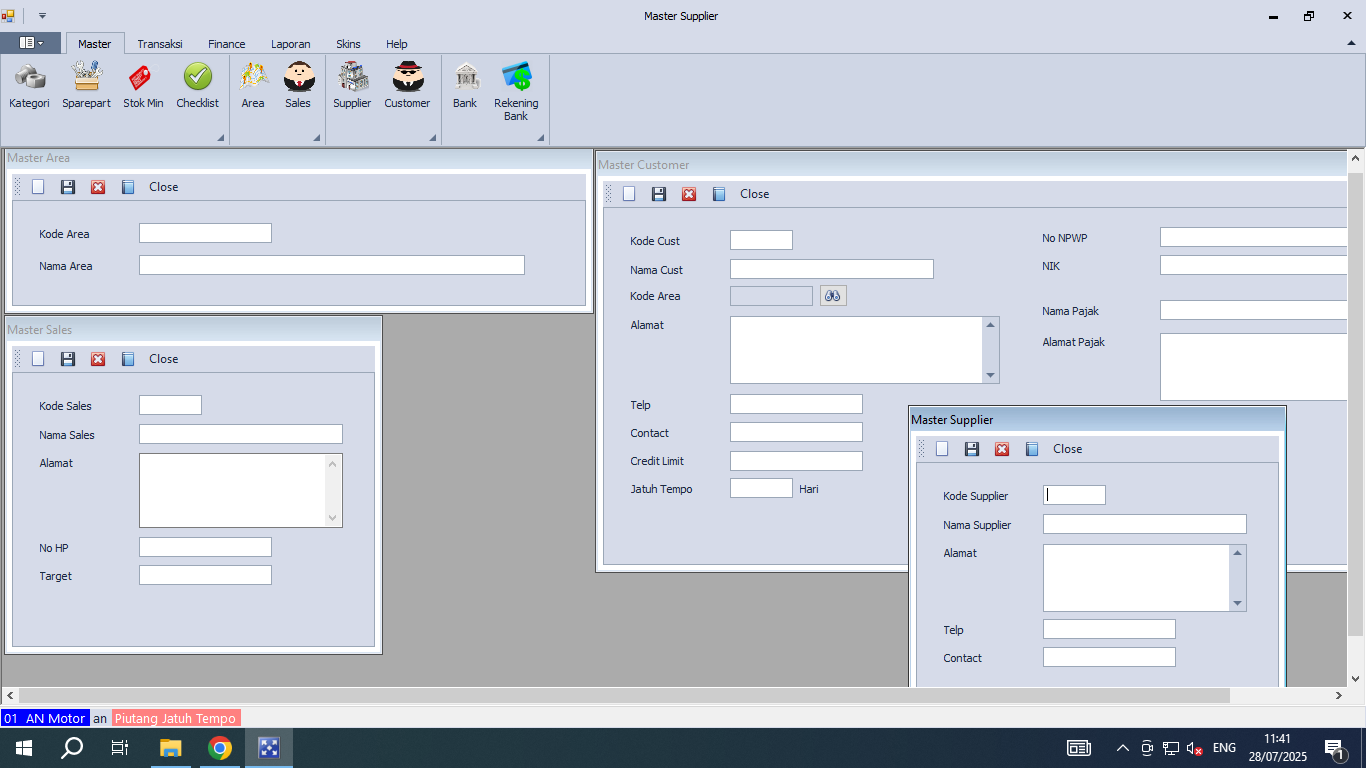 Master Supplier
Master Transaksi Finance Laporan Skins Help
Kategori Sparepart Stok Min Checklist Area Sales Supplier Customer Bank Rekening Bank
Master Area
Close
Kode Area
Nama Area
Master Sales
Close
Kode Sales
Nama Sales
Alamat
No HP
Target
Master Customer
Close
Kode Cust
Nama Cust
Kode Area
Alamat
Telp
Contact
Credit Limit
Jatuh Tempo Hari
No NPWP
NIK
Nama Pajak
Alamat Pajak
Master Supplier
Close
Kode Supplier
Nama Supplier
Alamat
Telp
Contact
01 AN Motor an Piutang Jatuh Tempo
ENG
11:41
28/07/2025
1